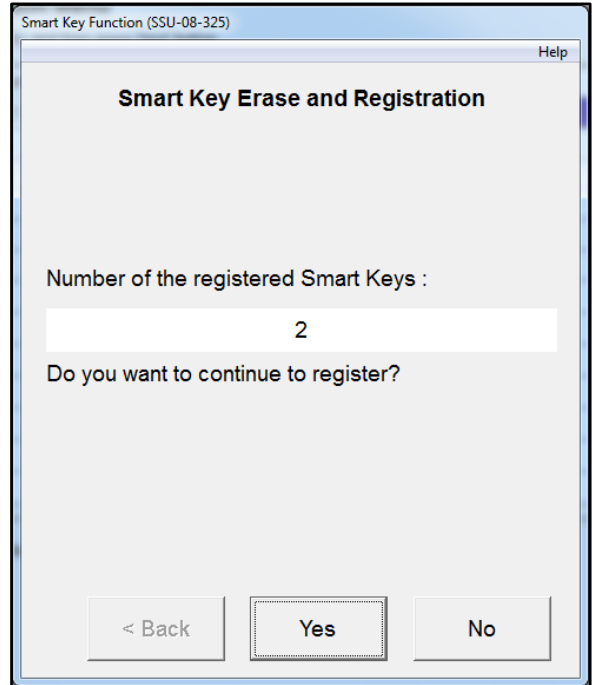 Smart Key Function (SSU-08-325)
Help
Smart Key Erase and Registration
Number of the registered Smart Keys :
2
Do you want to continue to register?
< Back
Yes
No